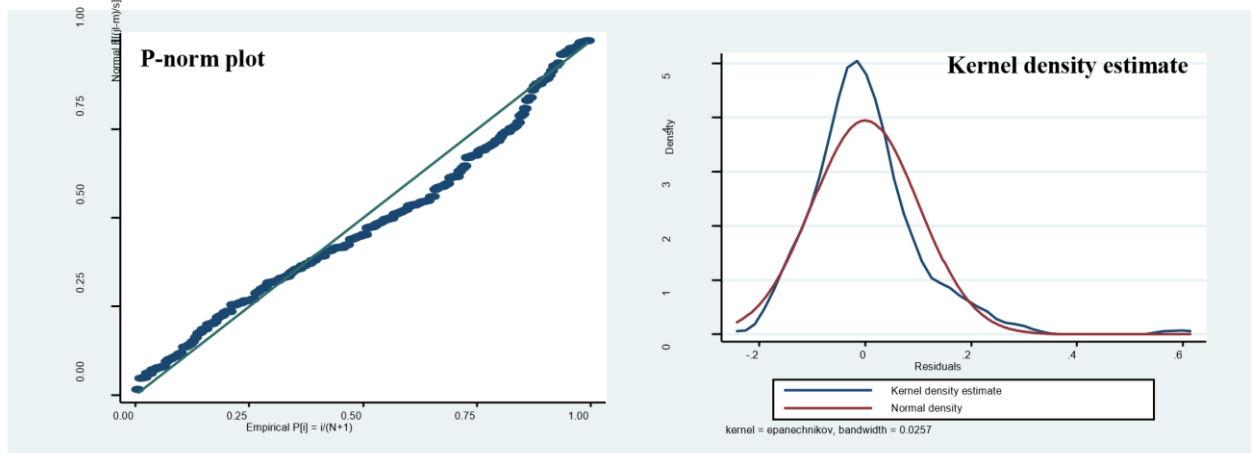 P-norm plot
1.00
0.75
0.50
0.25
0.00
0.00 0.25 0.50 0.75 1.00
Empirical P[i] = i/(N+1)
Kernel density estimate
Density
5
3
2
1
0
-.2 0 .2 .4 .6
Residuals
Kernel density estimate
Normal density
kernel = epanechnikov, bandwidth = 0.0257